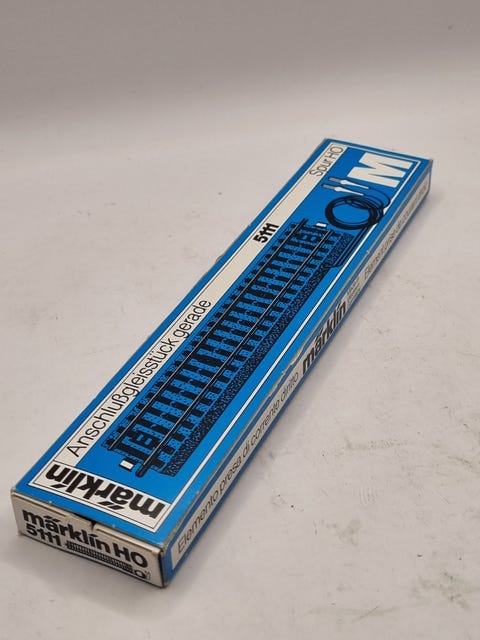 märklin
Anschlußgleisstück gerade
5111
Spur HO
M
Elemento presa di corrente diritto
märklin
märklin HO
5111